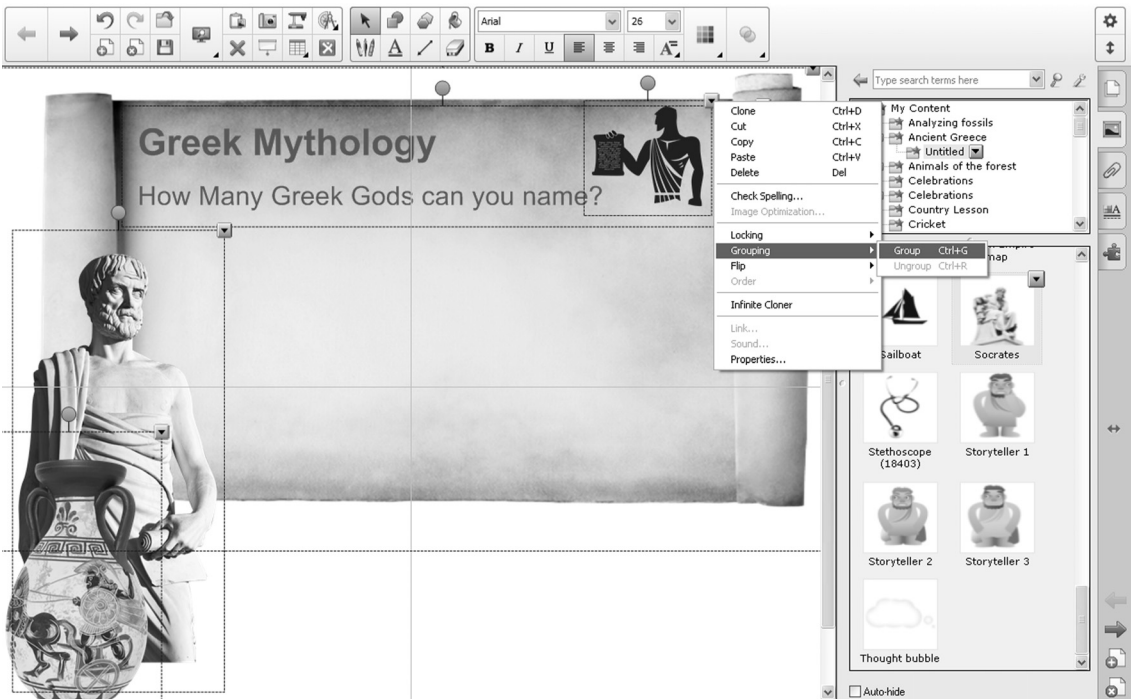 Arial
26
B I U A
A
Type search terms here
Greek Mythology
How Many Greek Gods can you name?
Clone Ctrl+D
Cut Ctrl+X
Copy Ctrl+C
Paste Ctrl+V
Delete Del
Check Spelling...
Image Optimization...
Locking
Grouping
Flip
Order
Infinite Cloner
Link...
Sound...
Properties...
Group Ctrl+G
Ungroup Ctrl+R
My Content
Analyzing fossils
Ancient Greece
Untitled
Animals of the forest
Celebrations
Celebrations
Country Lesson
Cricket
map
Sailboat
Socrates
Stethoscope
(18403)
Storyteller 1
Storyteller 2
Storyteller 3
Thought bubble
Auto-hide